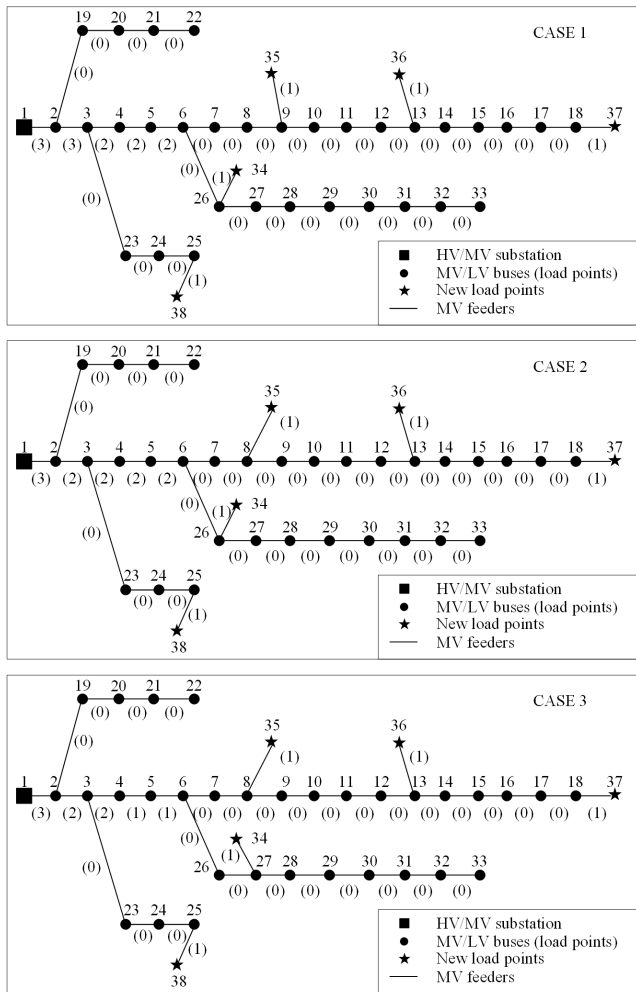 CASE 1
19 20 21 22
(0) (0) (0)
(0)
35 36
(1) (1)
1 2 3 4 5 6 7 8 9 10 11 12 13 14 15 16 17 18 37
(3) (3) (2) (2) (2) (0) (0) (0) (0) (0) (0) (0) (0) (0) (0) (0) (0) (1)
(0) (0) (1) 34
26 27 28 29 30 31 32 33
(0) (0) (0) (0) (0) (0) (0)
23 24 25
(0) (0) (1)
38
HV/MV substation
MV/LV buses (load points)
New load points
MV feeders
CASE 2
19 20 21 22
(0) (0) (0)
(0)
35 36
(1) (1)
1 2 3 4 5 6 7 8 9 10 11 12 13 14 15 16 17 18 37
(3) (2) (2) (2) (2) (0) (0) (0) (0) (0) (0) (0) (0) (0) (0) (0) (0) (1)
(0) (0) (1) 34
26 27 28 29 30 31 32 33
(0) (0) (0) (0) (0) (0) (0)
23 24 25
(0) (0) (1)
38
HV/MV substation
MV/LV buses (load points)
New load points
MV feeders
CASE 3
19 20 21 22
(0) (0) (0)
(0)
35 36
(1) (1)
1 2 3 4 5 6 7 8 9 10 11 12 13 14 15 16 17 18 37
(3) (2) (2) (1) (1) (0) (0) (0) (0) (0) (0) (0) (0) (0) (0) (0) (0) (1)
(0) (0) (1) 34
26 27 28 29 30 31 32 33
(0) (0) (0) (0) (0) (0) (0)
23 24 25
(0) (0) (1)
38
HV/MV substation
MV/LV buses (load points)
New load points
MV feeders